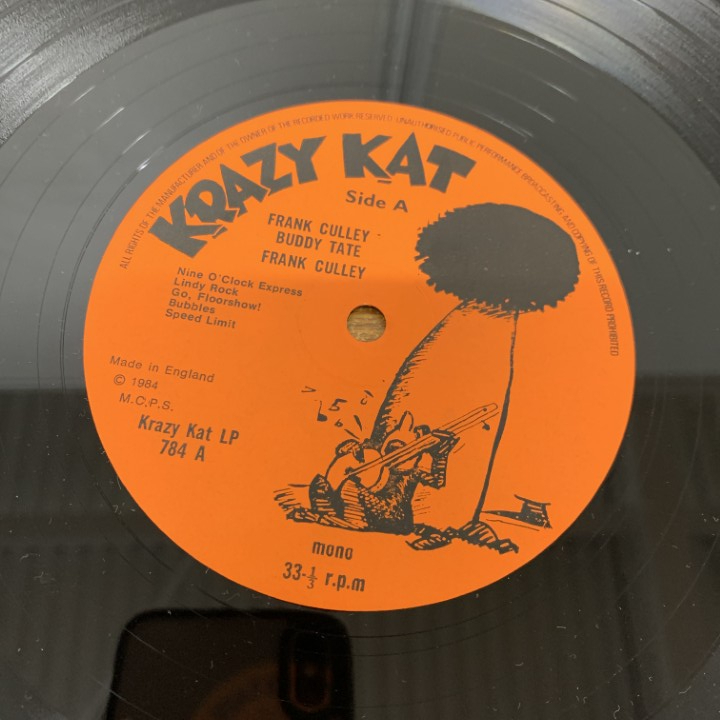 ALL RIGHTS OF THE MANUFACTURER AND OF THE OWNER OF THE RECORDED WORK RESERVED. UNAUTHORISED PUBLIC PERFORMANCE BROADCASTING AND COPYING OF THIS RECORD PROHIBITED
KRAZY KAT
Side A
FRANK CULLEY -
BUDDY TATE
FRANK CULLEY
Nine O'Clock Express
Lindy Rock
Go, Floorshow!
Bubbles
Speed Limit
Made in England
© 1984
M.C.P.S.
Krazy Kat LP
784 A
mono
33-⅓ r.p.m